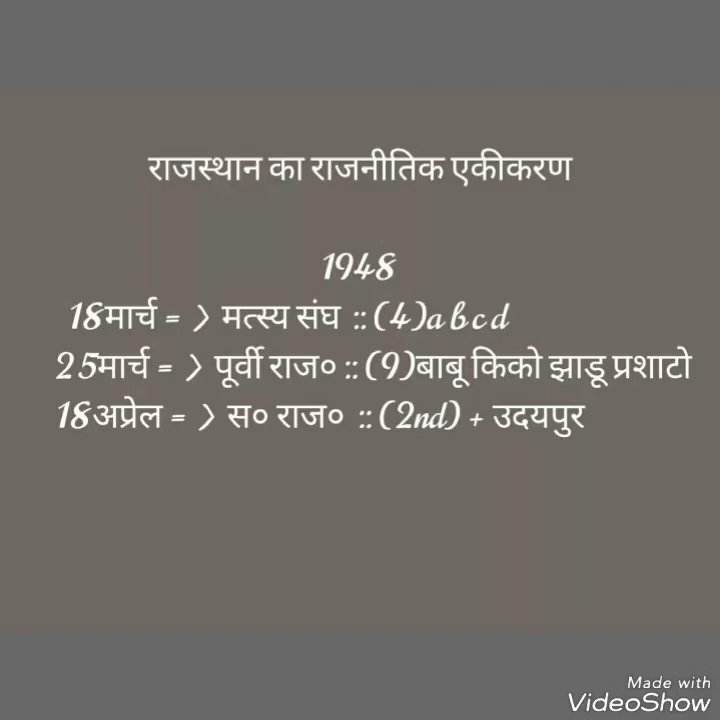 राजस्थान का राजनीतिक एकीकरण
1948
18मार्च = 〉 मत्स्य संघ :: (4)a b c d
25मार्च = 〉 पूर्वी राज० :: (9)बाबू किको झाडू प्रशाटो
18अप्रेल = 〉 स० राज० :: (2nd) + उदयपुर
Made with
VideoShow